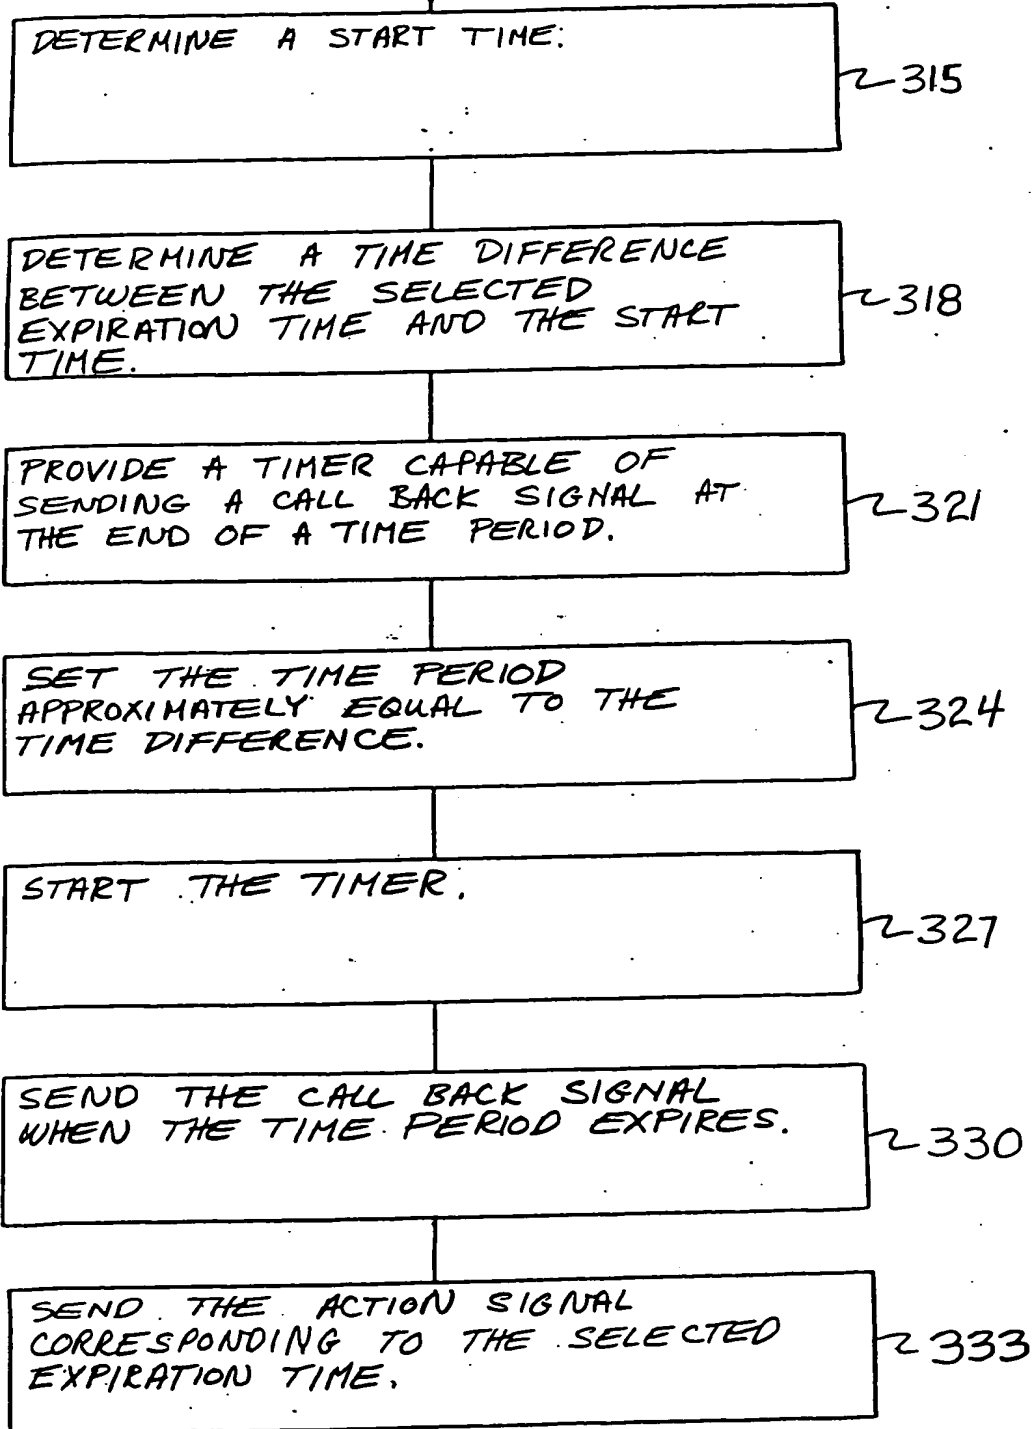 DETERMINE A START TIME.
315
DETERMINE A TIME DIFFERENCE
BETWEEN THE SELECTED
EXPIRATION TIME AND THE START
TIME.
318
PROVIDE A TIMER CAPABLE OF
SENDING A CALL BACK SIGNAL AT
THE END OF A TIME PERIOD.
321
SET THE TIME PERIOD
APPROXIMATELY EQUAL TO THE
TIME DIFFERENCE.
324
START THE TIMER.
327
SEND THE CALL BACK SIGNAL
WHEN THE TIME PERIOD EXPIRES.
330
SEND THE ACTION SIGNAL
CORRESPONDING TO THE SELECTED
EXPIRATION TIME.
333